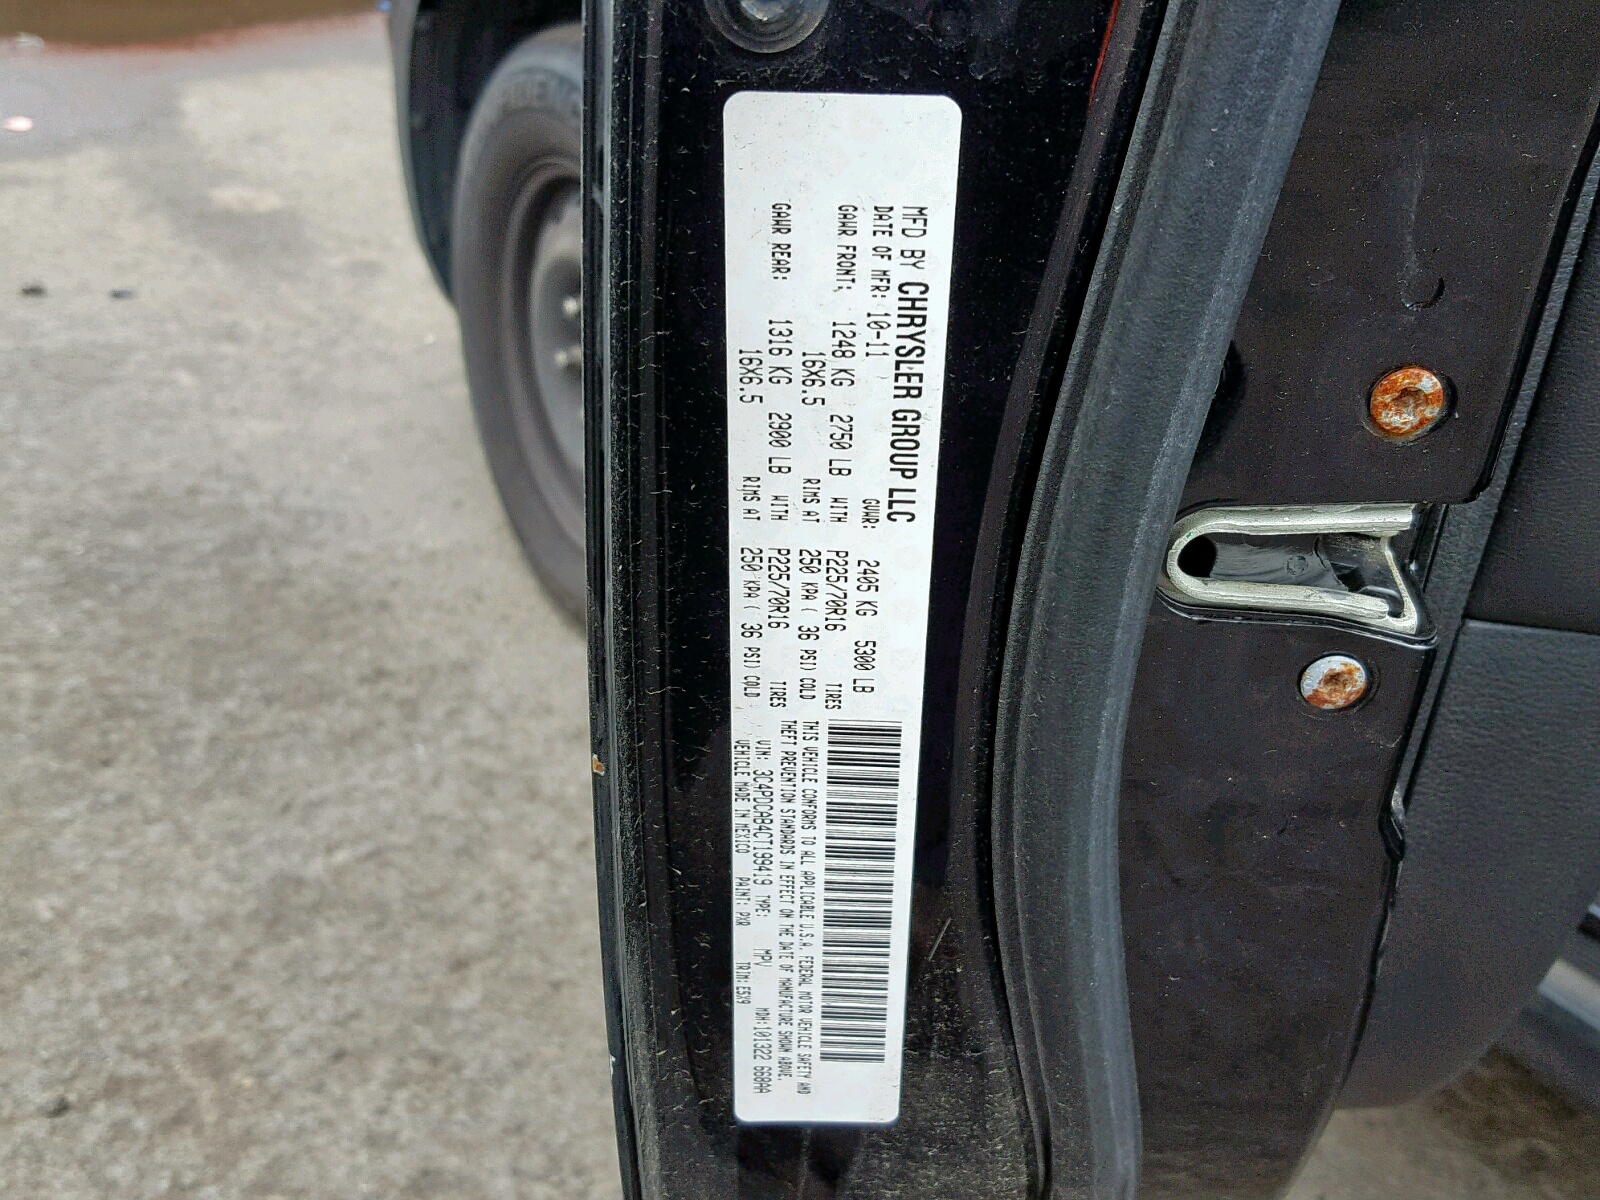 MFD BY CHRYSLER GROUP LLC
DATE OF MFR: 10-11 GVWR: 2405 KG 5300 LB
GAWR FRONT: 1248 KG 2750 LB WITH P225/70R16 TIRES
16X6.5 RIMS AT 250 KPA ( 36 PSI) COLD
GAWR REAR: 1316 KG 2900 LB WITH P225/70R16 TIRES
16X6.5 RIMS AT 250 KPA ( 36 PSI) COLD
THIS VEHICLE CONFORMS TO ALL APPLICABLE U.S.A. FEDERAL MOTOR VEHICLE SAFETY AND
THEFT PREVENTION STANDARDS IN EFFECT ON THE DATE OF MANUFACTURE SHOWN ABOVE.
VIN: 3C4PDCAB4CT199419 TYPE: MPV MDH:101322 668AA
VEHICLE MADE IN MEXICO PAINT: PXR TRIM:E5X9